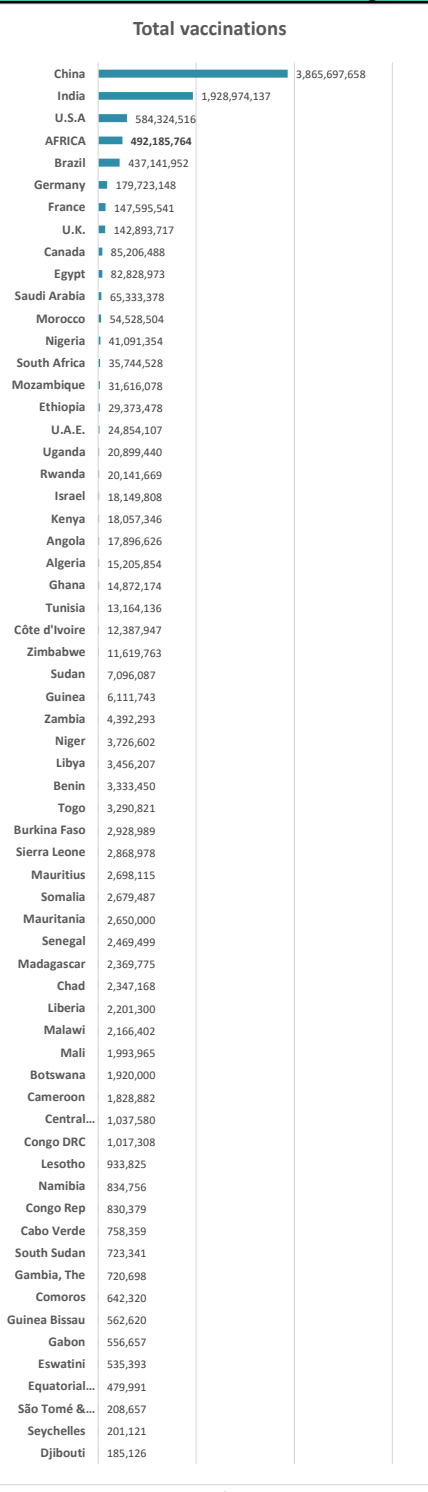 Total vaccinations
China 3,865,697,658
India 1,928,974,137
U.S.A 584,324,516
AFRICA 492,185,764
Brazil 437,141,952
Germany 179,723,148
France 147,595,541
U.K. 142,893,717
Canada 85,206,488
Egypt 82,828,973
Saudi Arabia 65,333,378
Morocco 54,528,504
Nigeria 41,091,354
South Africa 35,744,528
Mozambique 31,616,078
Ethiopia 29,373,478
U.A.E. 24,854,107
Uganda 20,899,440
Rwanda 20,141,669
Israel 18,149,808
Kenya 18,057,346
Angola 17,896,626
Algeria 15,205,854
Ghana 14,872,174
Tunisia 13,164,136
Côte d'Ivoire 12,387,947
Zimbabwe 11,619,763
Sudan 7,096,087
Guinea 6,111,743
Zambia 4,392,293
Niger 3,726,602
Libya 3,456,207
Benin 3,333,450
Togo 3,290,821
Burkina Faso 2,928,989
Sierra Leone 2,868,978
Mauritius 2,698,115
Somalia 2,679,487
Mauritania 2,650,000
Senegal 2,469,499
Madagascar 2,369,775
Chad 2,347,168
Liberia 2,201,300
Malawi 2,166,402
Mali 1,993,965
Botswana 1,920,000
Cameroon 1,828,882
Central... 1,037,580
Congo DRC 1,017,308
Lesotho 933,825
Namibia 834,756
Congo Rep 830,379
Cabo Verde 758,359
South Sudan 723,341
Gambia, The 720,698
Comoros 642,320
Guinea Bissau 562,620
Gabon 556,657
Eswatini 535,393
Equatorial... 479,991
São Tomé &... 208,657
Seychelles 201,121
Djibouti 185,126